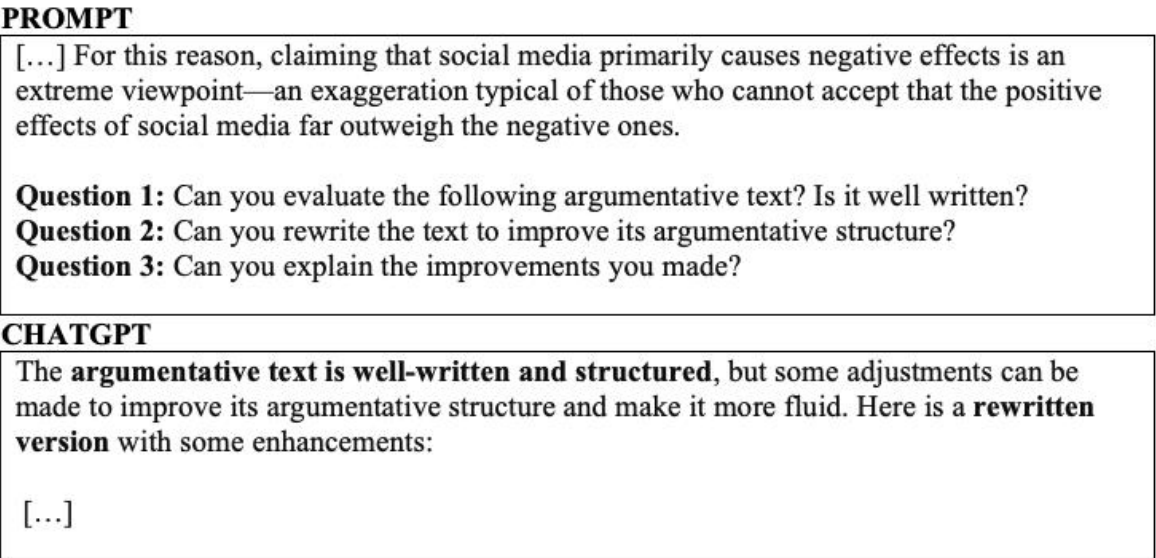 PROMPT
[…] For this reason, claiming that social media primarily causes negative effects is an
extreme viewpoint—an exaggeration typical of those who cannot accept that the positive
effects of social media far outweigh the negative ones.
Question 1: Can you evaluate the following argumentative text? Is it well written?
Question 2: Can you rewrite the text to improve its argumentative structure?
Question 3: Can you explain the improvements you made?
CHATGPT
The argumentative text is well-written and structured, but some adjustments can be
made to improve its argumentative structure and make it more fluid. Here is a rewritten
version with some enhancements:
[…]